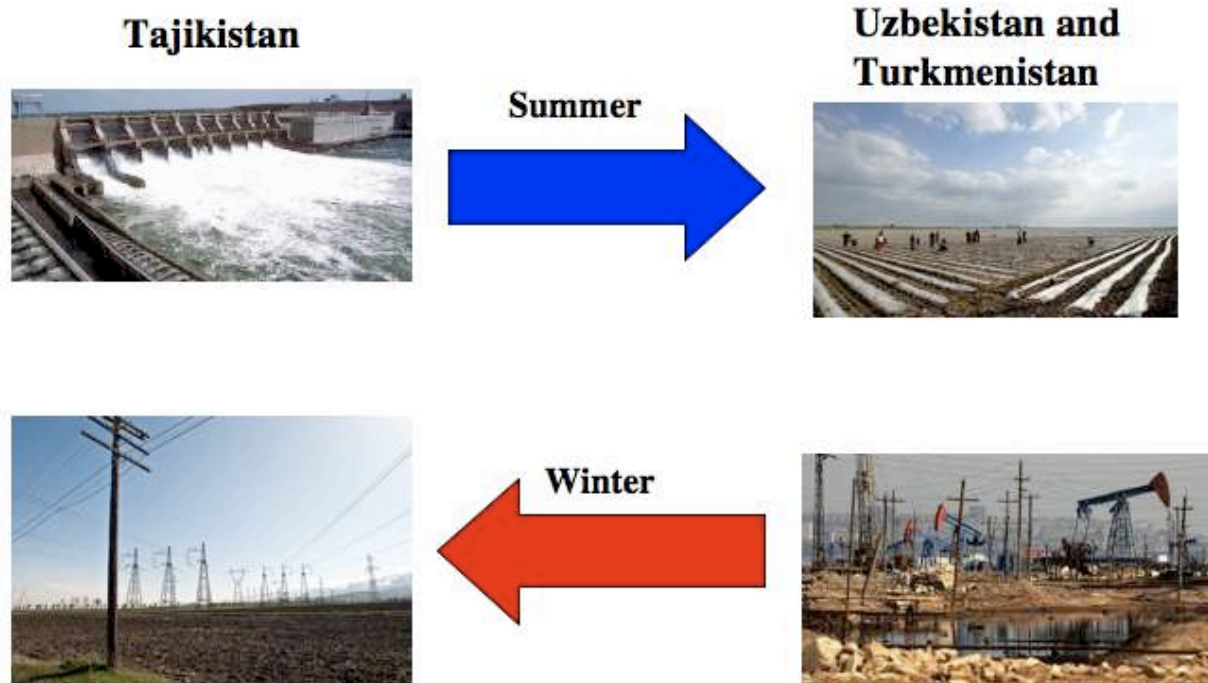 Tajikistan
Uzbekistan and
Turkmenistan
Summer
Winter